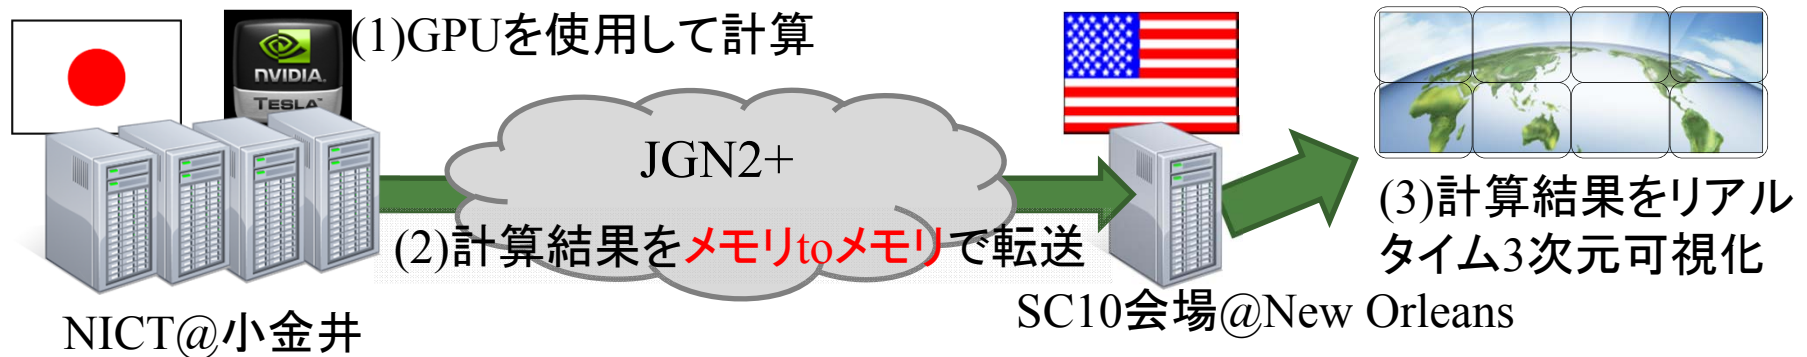 (1)GPUを使用して計算
NVIDIA.
TESLA™
JGN2+
(2)計算結果をメモリtoメモリで転送
(3)計算結果をリアル
タイム3次元可視化
NICT@小金井
SC10会場@New Orleans